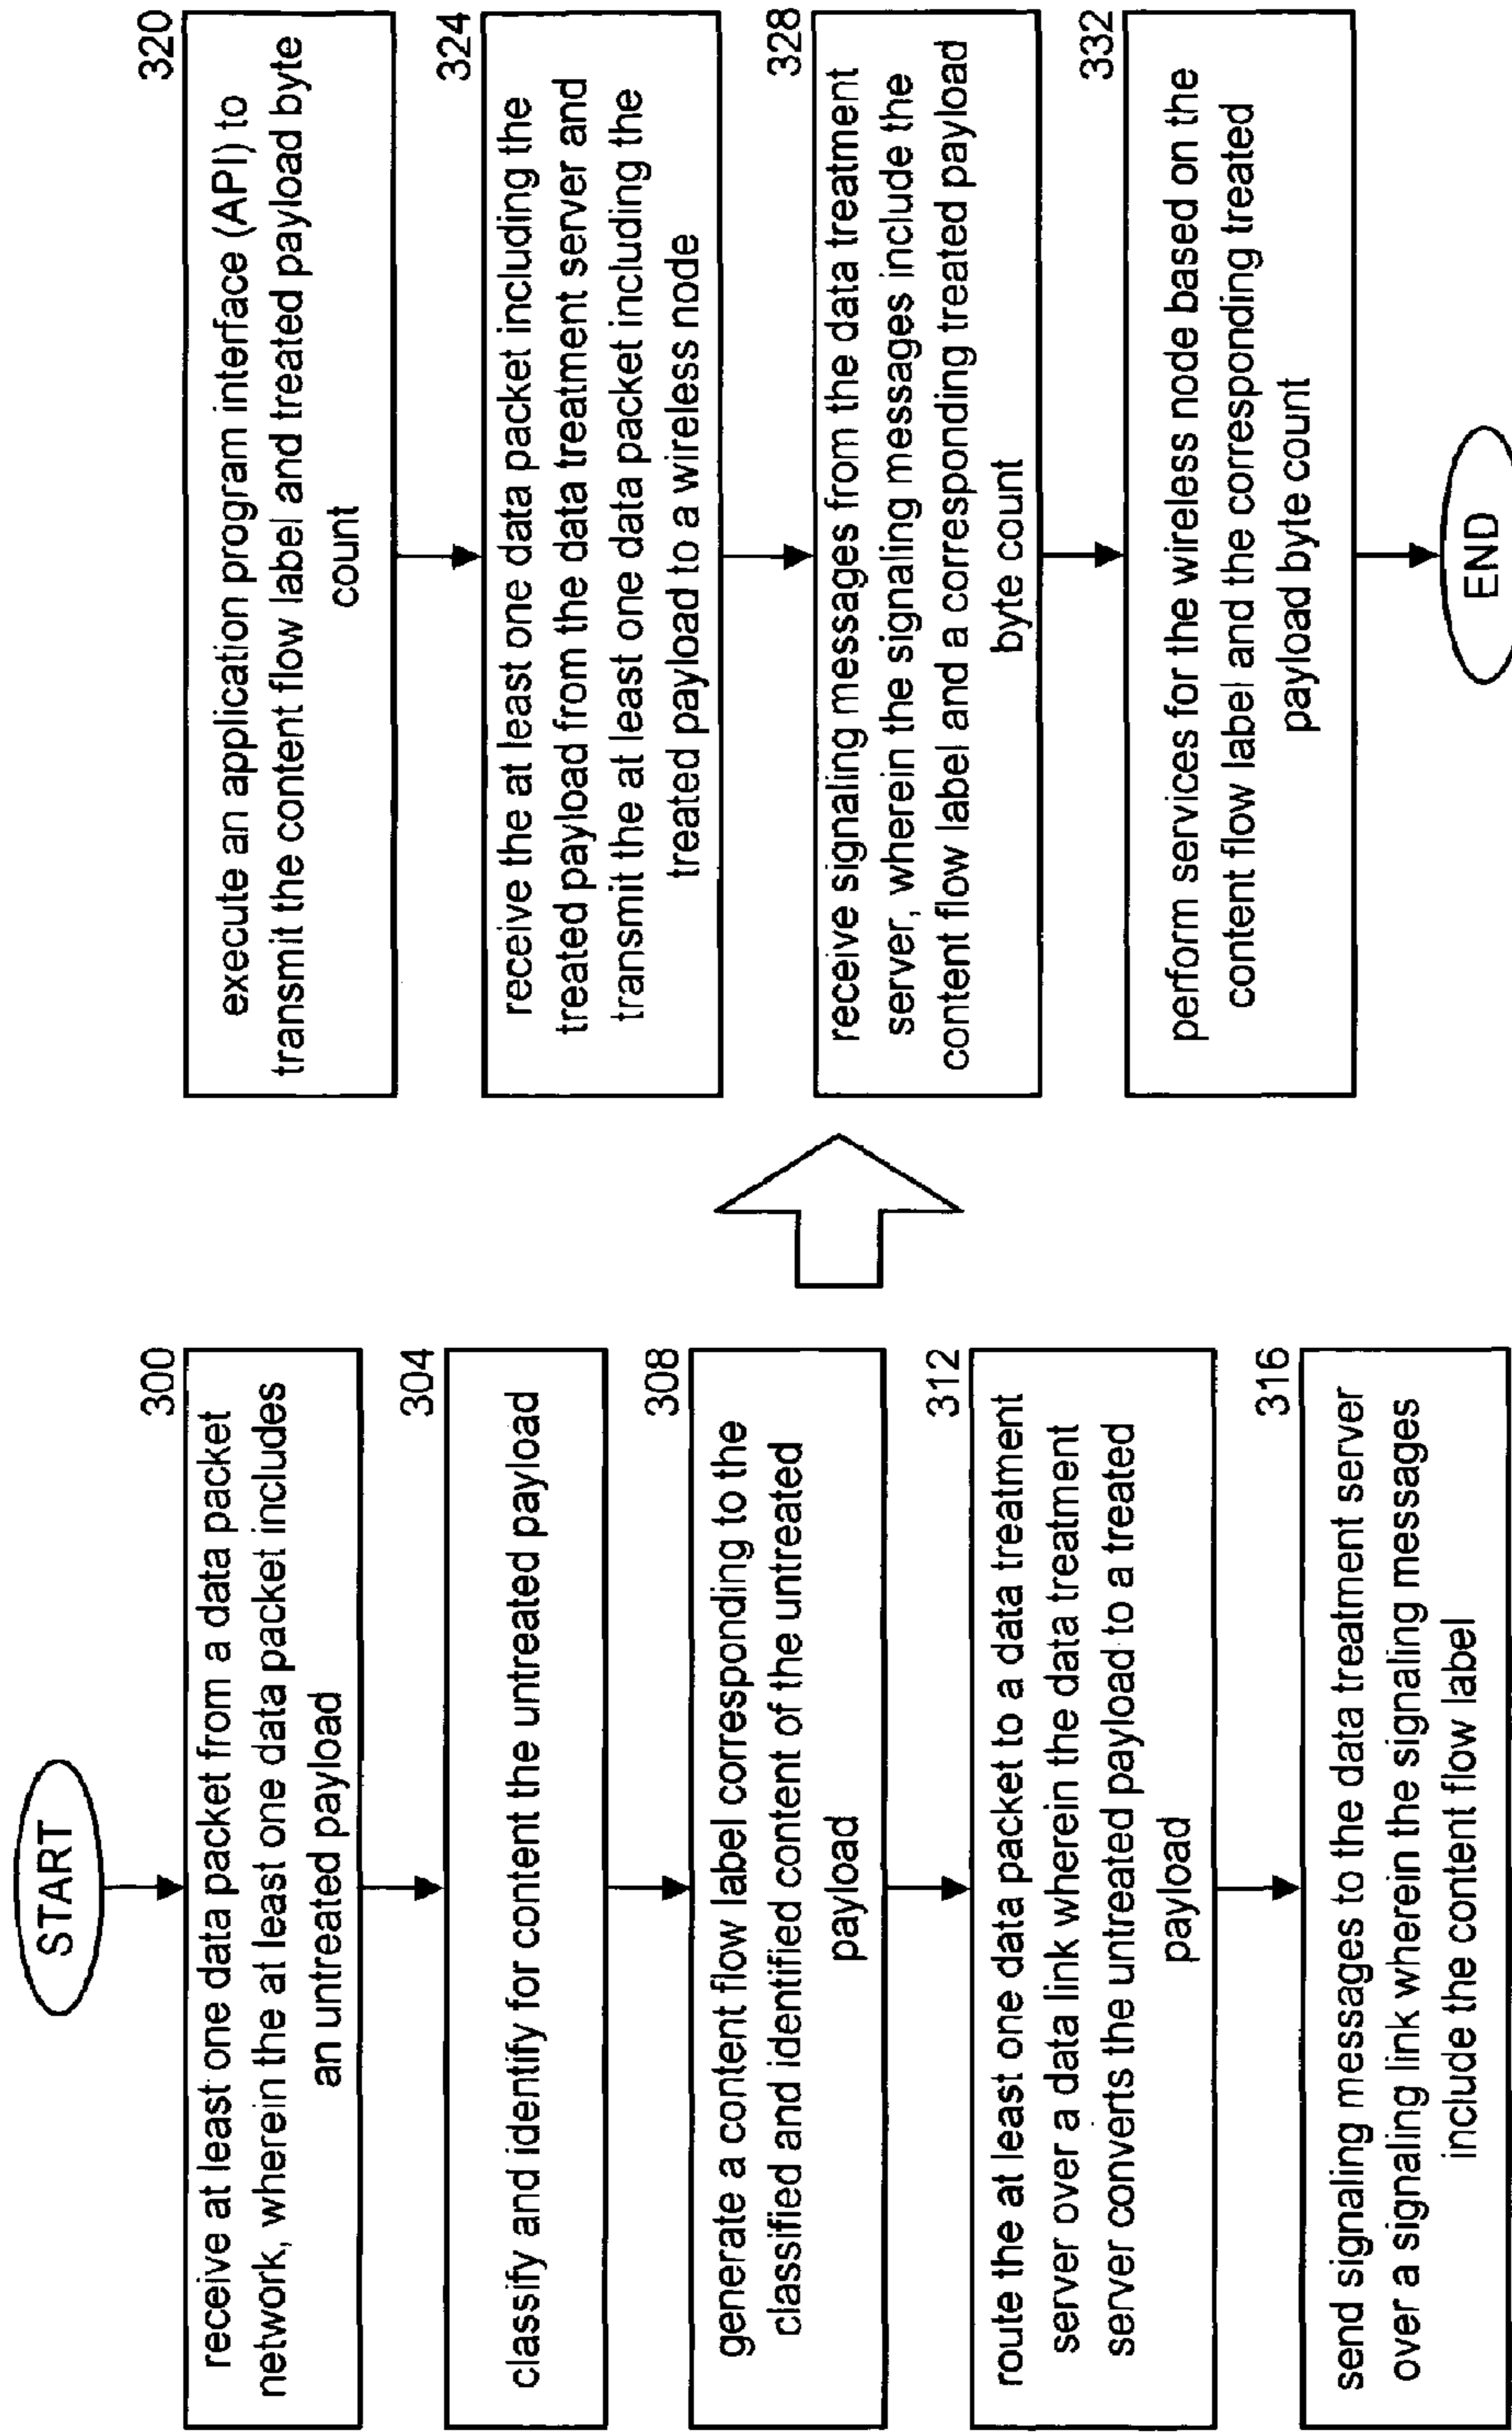 START
300
receive at least one data packet from a data packet
network, wherein the at least one data packet includes
an untreated payload
304
classify and identify for content the untreated payload
308
generate a content flow label corresponding to the
classified and identified content of the untreated
payload
312
route the at least one data packet to a data treatment
server over a data link wherein the data treatment
server converts the untreated payload to a treated
payload
316
send signaling messages to the data treatment server
over a signaling link wherein the signaling messages
include the content flow label
320
execute an application program interface (API) to
transmit the content flow label and treated payload byte
count
324
receive the at least one data packet including the
treated payload from the data treatment server and
transmit the at least one data packet including the
treated payload to a wireless node
328
receive signaling messages from the data treatment
server, wherein the signaling messages include the
content flow label and a corresponding treated payload
byte count
332
perform services for the wireless node based on the
content flow label and the corresponding treated
payload byte count
END